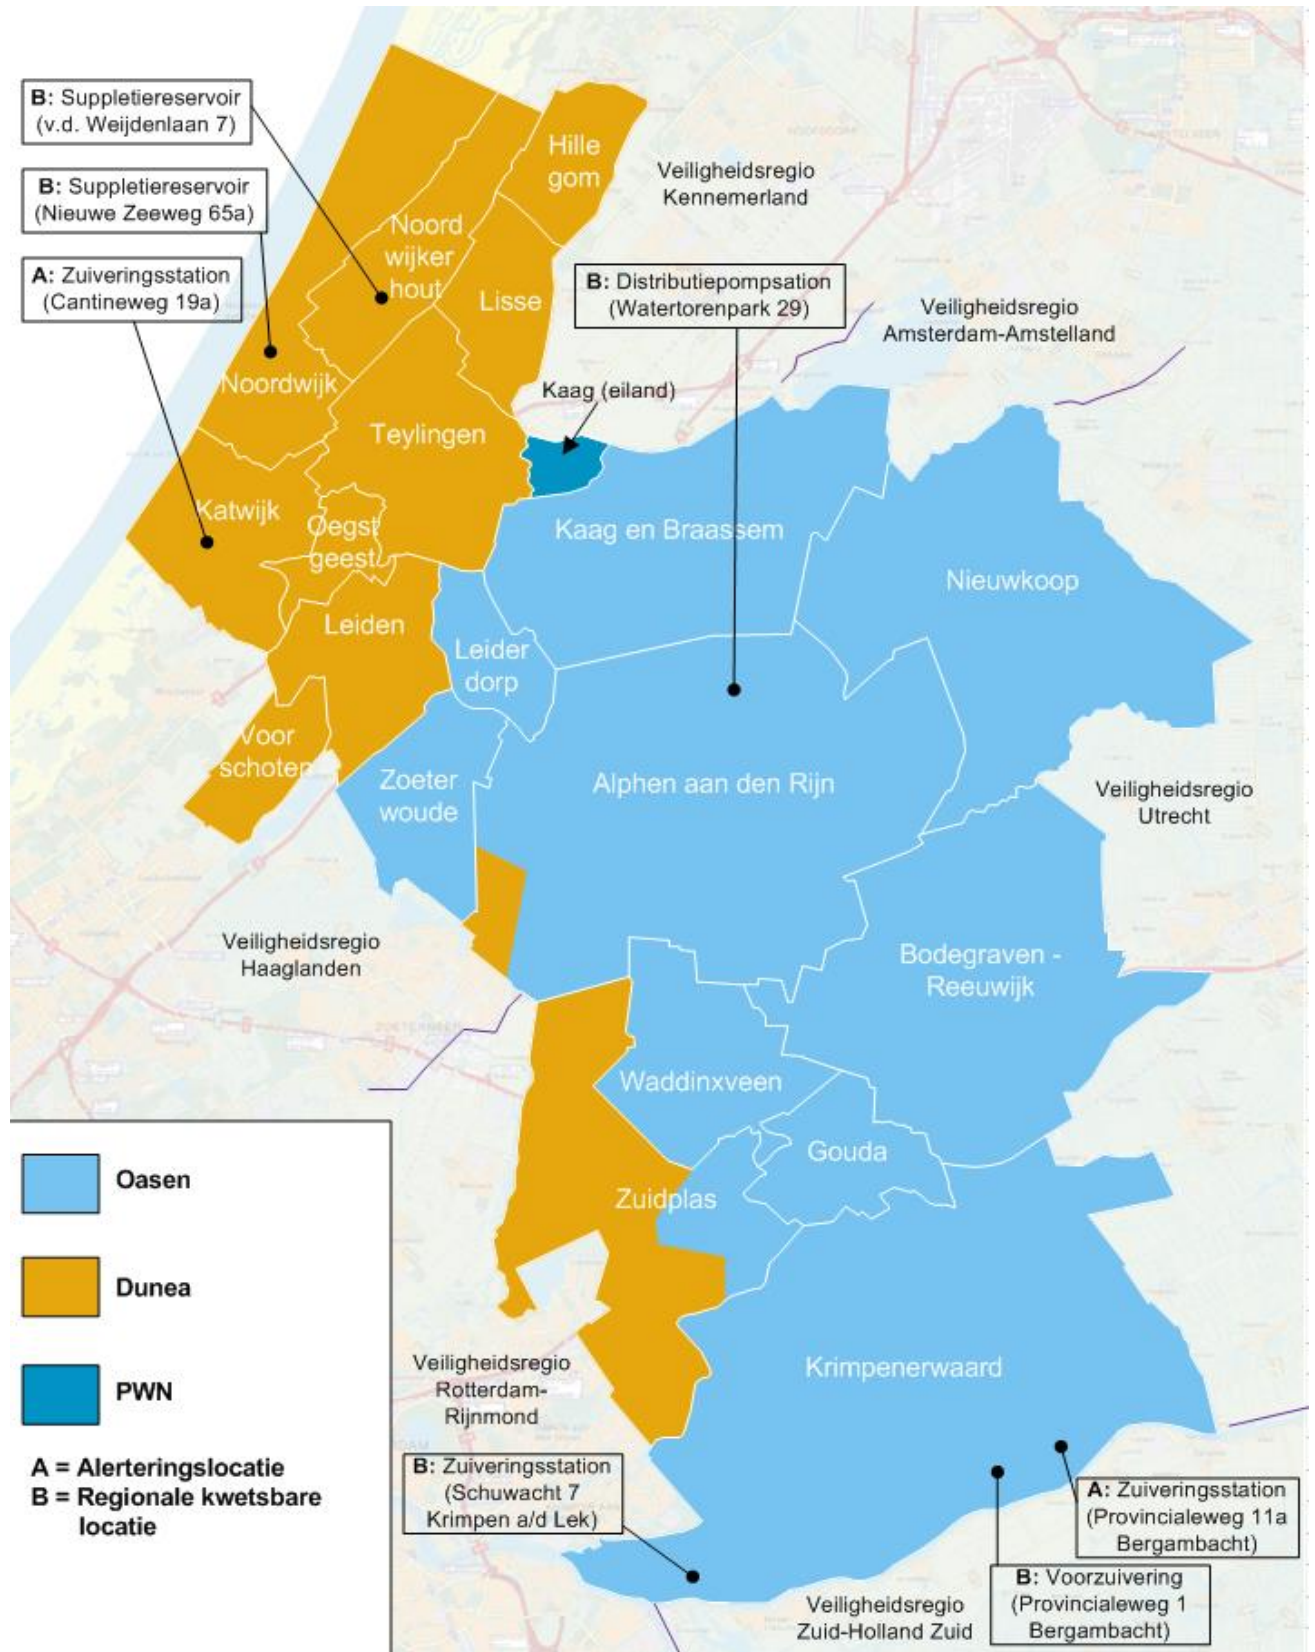 B: Suppletiereservoir
(v.d. Weijdenlaan 7)
B: Suppletiereservoir
(Nieuwe Zeeweg 65a)
A: Zuiveringsstation
(Cantineweg 19a)
Hille
gom
Veiligheidsregio
Kennemerland
Noord
wijker
hout
Lisse
B: Distributiepompsation
(Watertorenpark 29)
Veiligheidsregio
Amsterdam-Amstelland
Noordwijk
Kaag (eiland)
Teylingen
Katwijk
Oegst
geest
Kaag en Braassem
Nieuwkoop
Leiden
Leider
dorp
Voor
schoten
Zoeter
woude
Alphen aan den Rijn
Veiligheidsregio
Utrecht
Veiligheidsregio
Haaglanden
Bodegraven -
Reeuwijk
Waddinxveen
Gouda
Zuidplas
Oasen
Dunea
PWN
A = Alerteringslocatie
B = Regionale kwetsbare
locatie
Veiligheidsregio
Rotterdam-
Rijnmond
Krimpenerwaard
B: Zuiveringsstation
(Schuwacht 7
Krimpen a/d Lek)
A: Zuiveringsstation
(Provincialeweg 11a
Bergambacht)
B: Voorzuivering
(Provincialeweg 1
Bergambacht)
Veiligheidsregio
Zuid-Holland Zuid